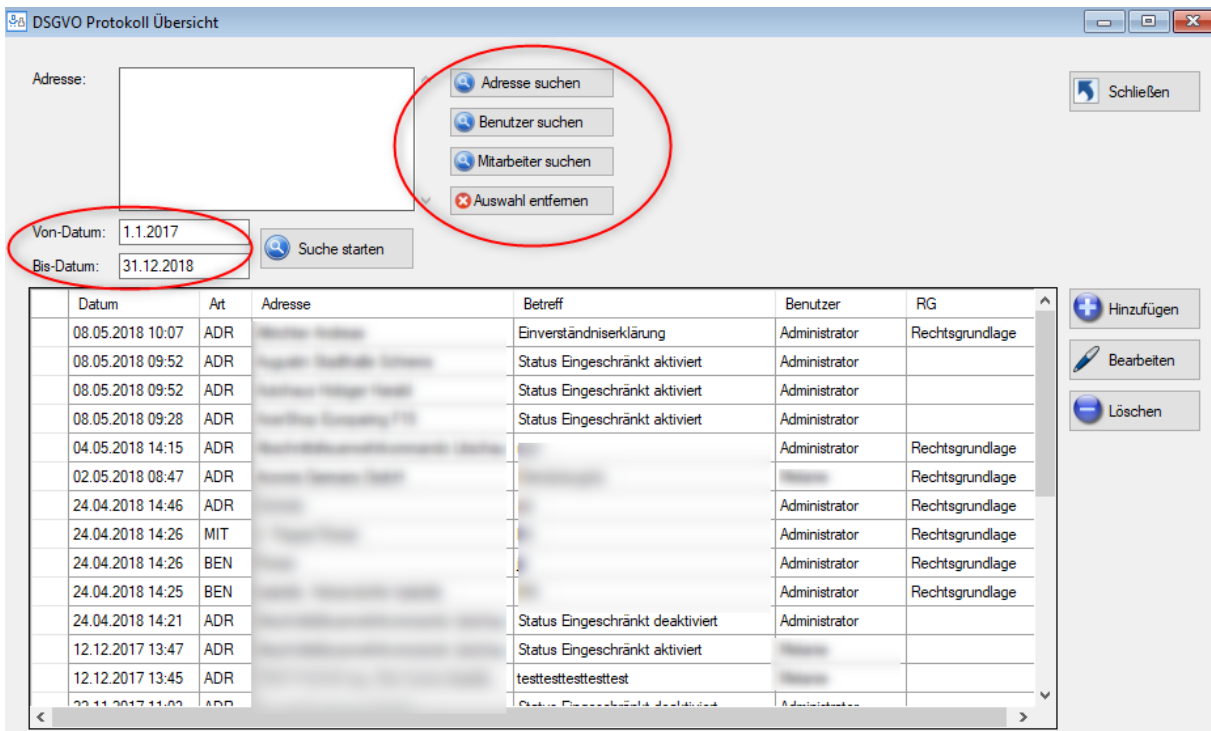 DSGVO Protokoll Übersicht
Adresse:
Adresse suchen
Benutzer suchen
Mitarbeiter suchen
Auswahl entfernen
Schließen
Von-Datum: 1.1.2017
Bis-Datum: 31.12.2018
Suche starten
Datum Art Adresse Betreff Benutzer RG
08.05.2018 10:07 ADR Einverständniserklärung Administrator Rechtsgrundlage
08.05.2018 09:52 ADR Status Eingeschränkt aktiviert Administrator
08.05.2018 09:52 ADR Status Eingeschränkt aktiviert Administrator
08.05.2018 09:28 ADR Status Eingeschränkt aktiviert Administrator
04.05.2018 14:15 ADR Administrator Rechtsgrundlage
02.05.2018 08:47 ADR Rechtsgrundlage
24.04.2018 14:46 ADR Administrator Rechtsgrundlage
24.04.2018 14:26 MIT Administrator Rechtsgrundlage
24.04.2018 14:26 BEN Administrator Rechtsgrundlage
24.04.2018 14:25 BEN Administrator Rechtsgrundlage
24.04.2018 14:21 ADR Status Eingeschränkt deaktiviert Administrator
12.12.2017 13:47 ADR Status Eingeschränkt aktiviert
12.12.2017 13:45 ADR testtesttesttesttest
Hinzufügen
Bearbeiten
Löschen